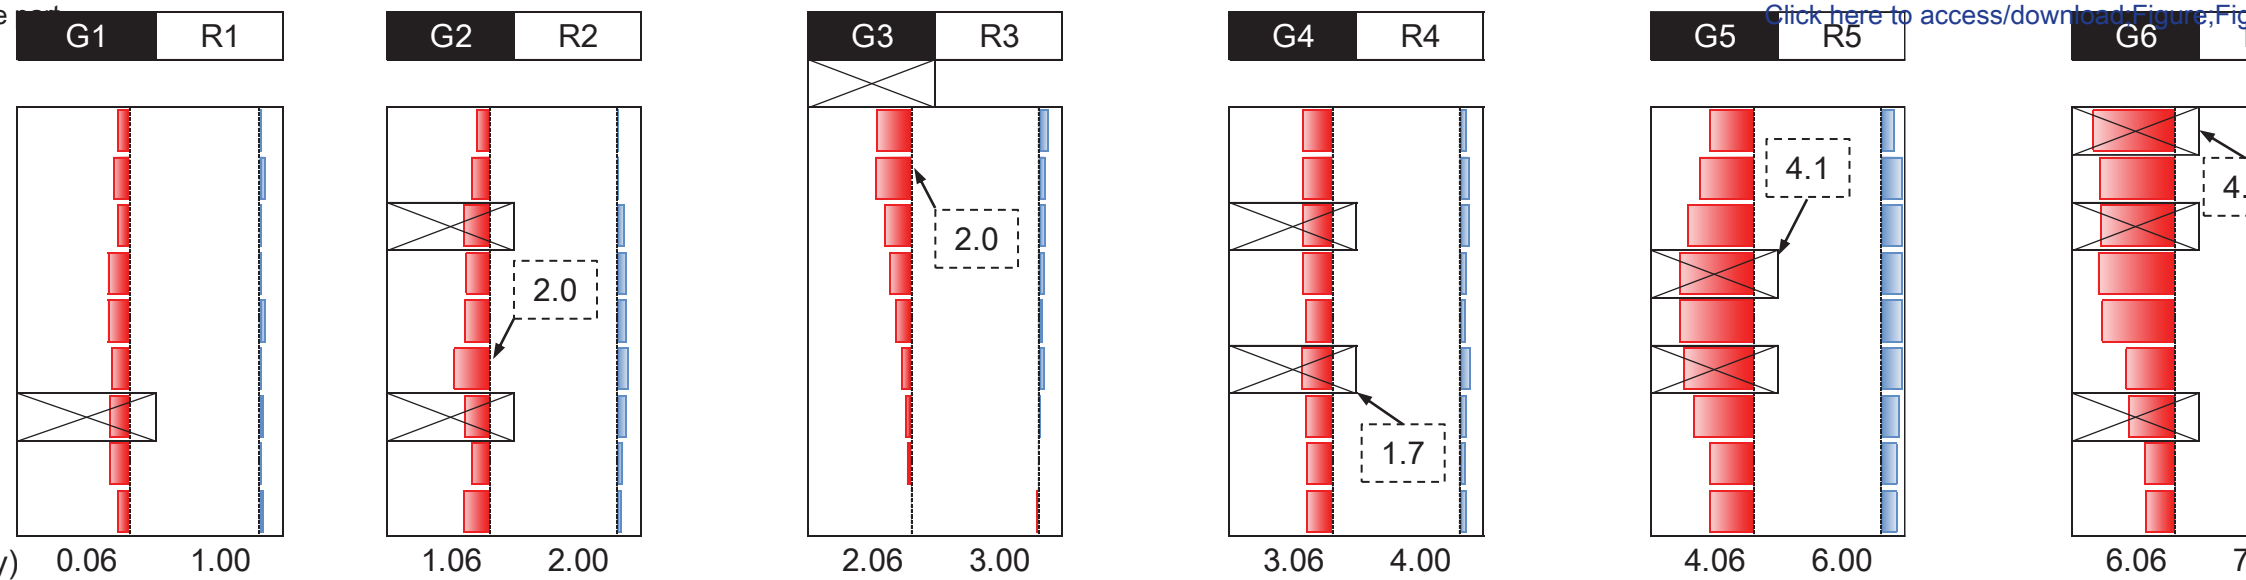 Click here to access/download;Figure;Fig
G1 R1 G2 R2 G3 R3 G4 R4 G5 R5 G6
4.1
2.0
2.0
1.7
0.06 1.00 1.06 2.00 2.06 3.00 3.06 4.00 4.06 6.00 6.06